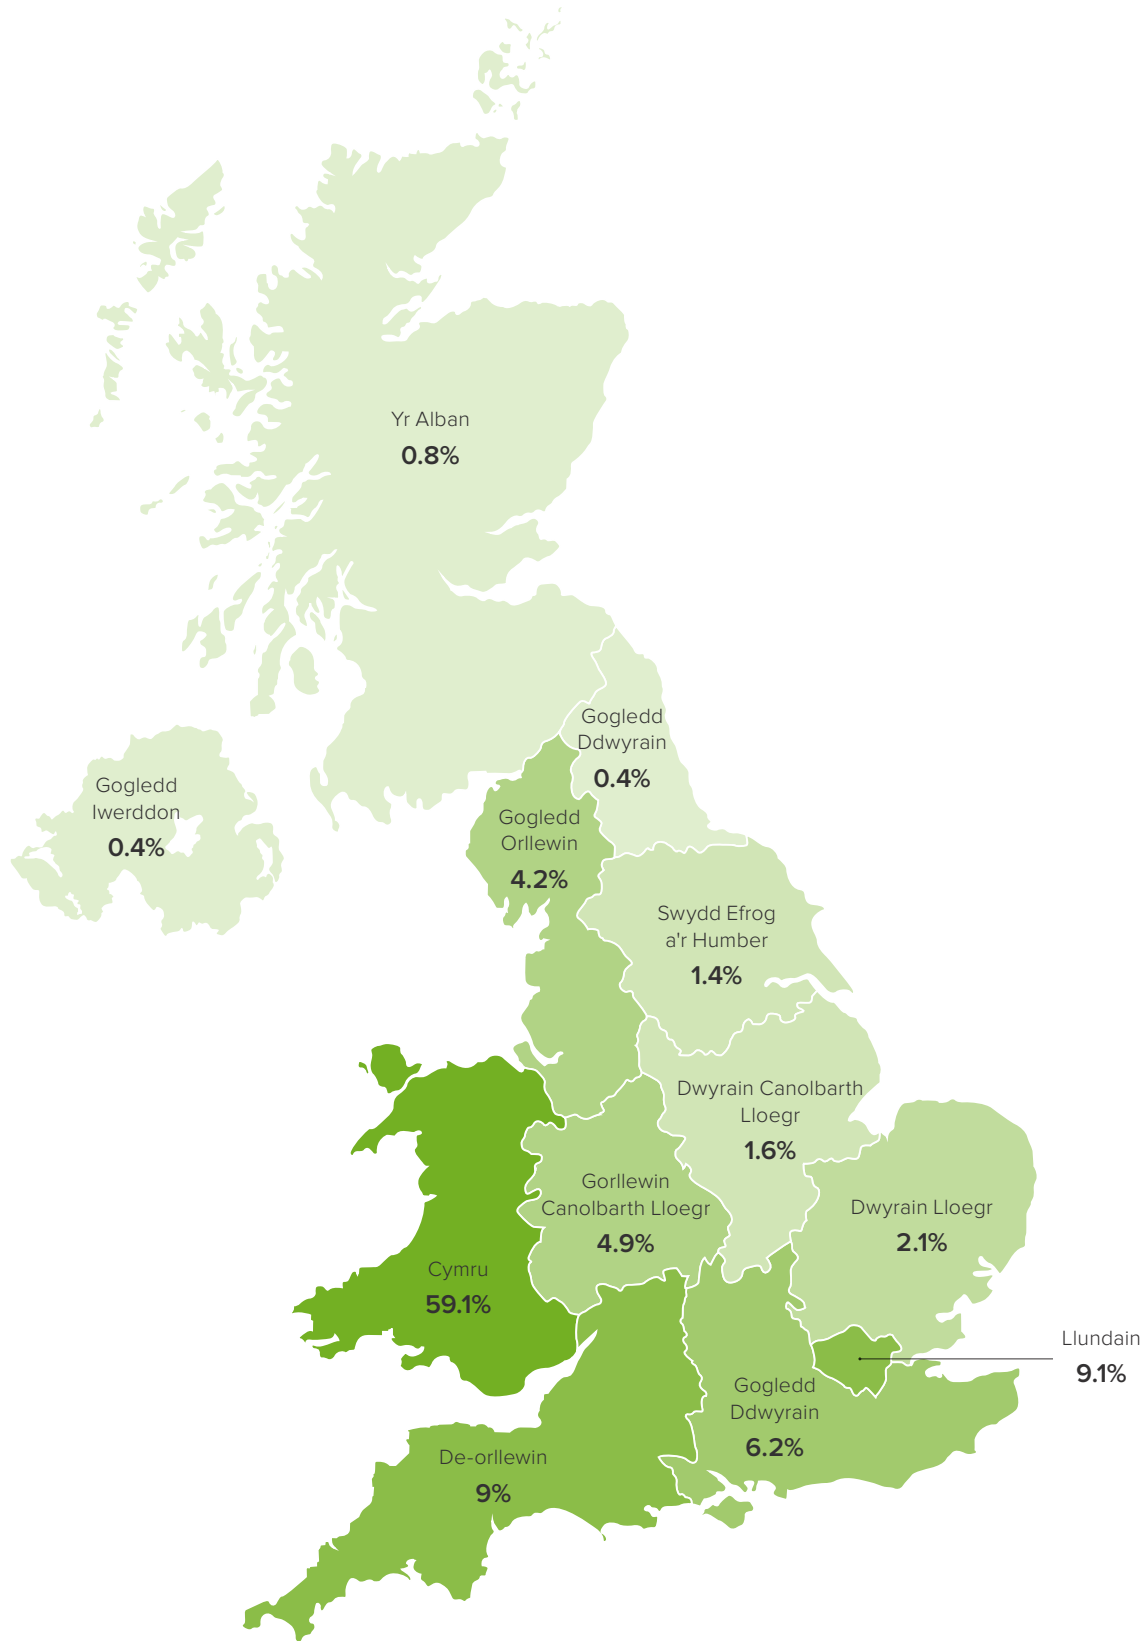 Yr Alban
0.8%
Gogledd
Ddwyrain
0.4%
Gogledd
Iwerddon
0.4%
Gogledd
Orllewin
4.2%
Swydd Efrog
a'r Humber
1.4%
Dwyrain Canolbarth
Lloegr
1.6%
Gorllewin
Canolbarth Lloegr
4.9%
Dwyrain Lloegr
2.1%
Cymru
59.1%
Llundain
9.1%
Gogledd
Ddwyrain
6.2%
De-orllewin
9%